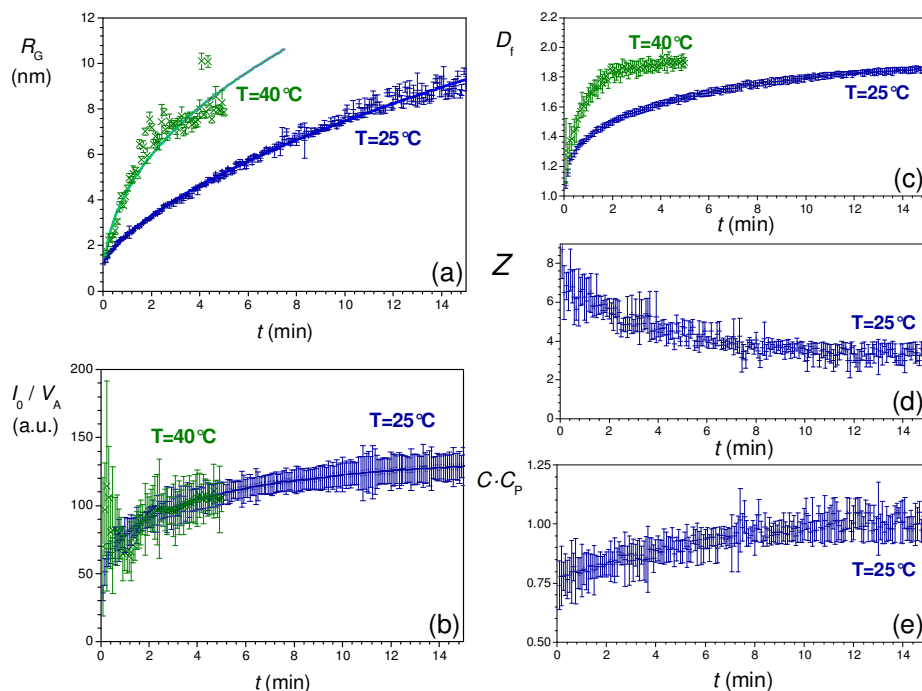 12
10
8
6
4
2
0
R_G
(nm)
T=40°C
T=25°C
(a)
0 2 4 6 8 10 12 14
t (min)
200
150
100
50
0
I_0 / V_A
(a.u.)
T=40°C
T=25°C
(b)
0 2 4 6 8 10 12 14
t (min)
2.2
2.0
1.8
1.6
1.4
1.2
1.0
D_f
T=40°C
T=25°C
(c)
0 2 4 6 8 10 12 14
t (min)
8
6
4
2
Z
T=25°C
(d)
0 2 4 6 8 10 12 14
t (min)
1.25
1.00
0.75
0.50
C·C_P
T=25°C
(e)
0 2 4 6 8 10 12 14
t (min)